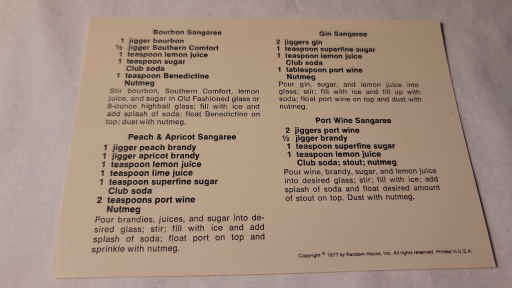 Bourbon Sangaree
1 jigger bourbon
½ jigger Southern Comfort
1 teaspoon lemon juice
1 teaspoon sugar
Club soda
1 teaspoon Benedictine
Nutmeg
Stir bourbon, Southern Comfort, lemon
juice, and sugar in Old Fashioned glass or
8-ounce highball glass; fill with ice and
add splash of soda; float Benedictine on
top; dust with nutmeg.
Peach & Apricot Sangaree
1 jigger peach brandy
1 jigger apricot brandy
1 teaspoon lemon juice
1 teaspoon lime juice
1 teaspoon superfine sugar
Club soda
2 teaspoons port wine
Nutmeg
Pour brandies, juices, and sugar into de-
sired glass; stir; fill with ice and add
splash of soda; float port on top and
sprinkle with nutmeg.
Gin Sangaree
2 jiggers gin
1 teaspoon superfine sugar
1 teaspoon lemon juice
Club soda
1 tablespoon port wine
Nutmeg
Pour gin, sugar, and lemon juice into
glass; stir; fill with ice and fill up with
soda; float port wine on top and dust with
nutmeg.
Port Wine Sangaree
2 jiggers port wine
½ jigger brandy
1 teaspoon superfine sugar
1 teaspoon lemon juice
Club soda; stout; nutmeg
Pour wine, brandy, sugar, and lemon juice
into desired glass; stir; fill with ice; add
splash of soda and float desired amount
of stout on top. Dust with nutmeg.
Copyright © 1977 by Random House, Inc. All rights reserved. Printed in U.S.A.